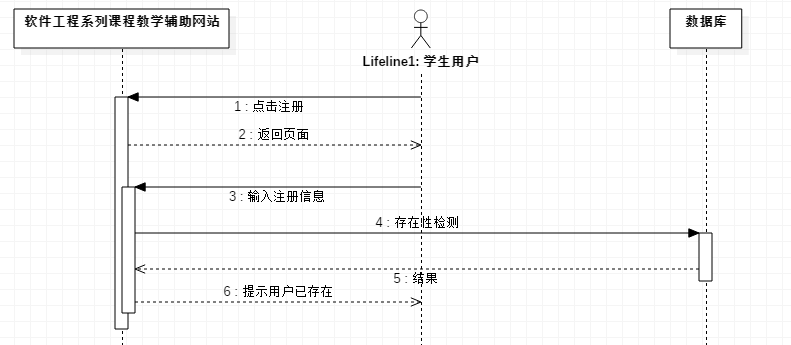 软件工程系列课程教学辅助网站
Lifeline1: 学生用户
数据库
1 : 点击注册
2 : 返回页面
3 : 输入注册信息
4 : 存在性检测
5 : 结果
6 : 提示用户已存在